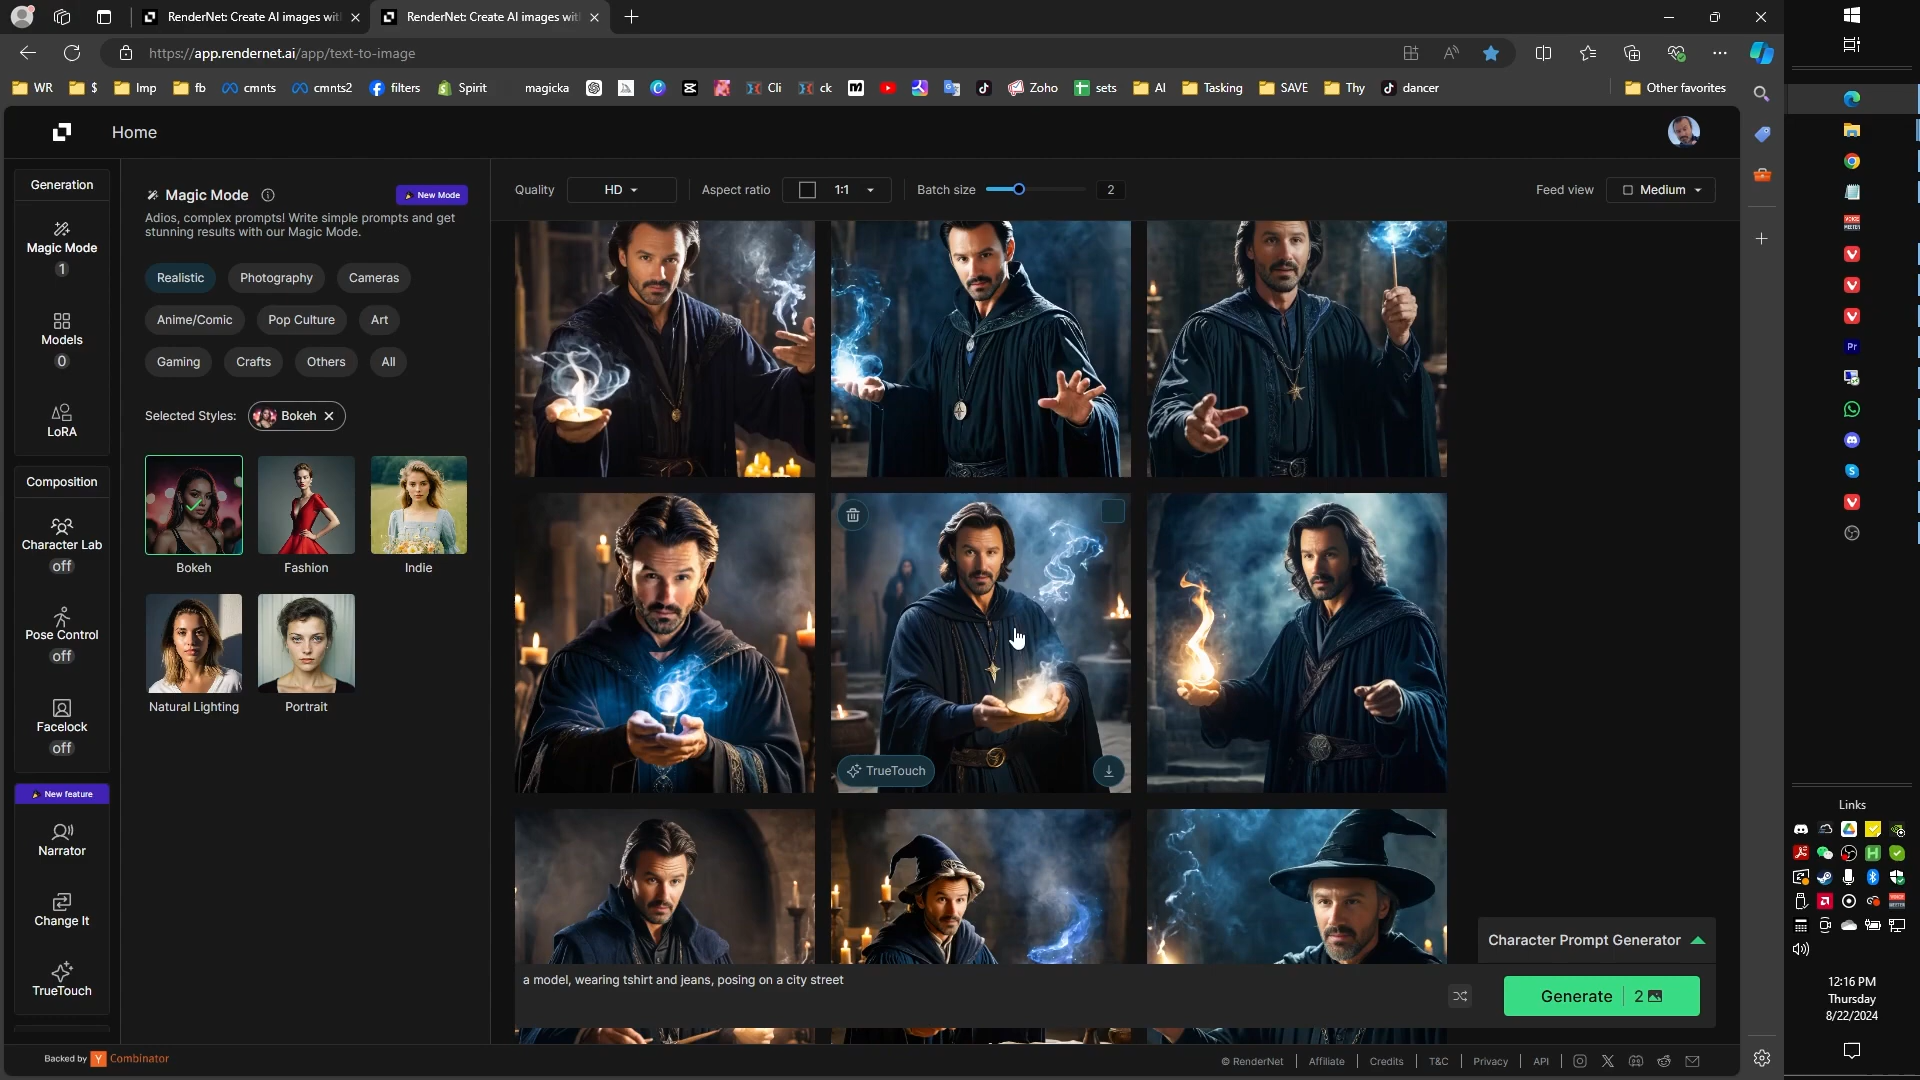 RenderNet: Create AI images wit
RenderNet: Create AI images wit
https://app.rendernet.ai/app/text-to-image
WR
$
Imp
fb
cmnts
cmnts2
filters
Spirit
magicka
Cli
ck
Zoho
sets
AI
Tasking
SAVE
Thy
dancer
Other favorites
Home
Generation
Magic Mode
1
Models
0
LoRA
Composition
Character Lab
off
Pose Control
off
Facelock
off
New feature
Narrator
Change It
TrueTouch
Magic Mode
New Mode
Adios, complex prompts! Write simple prompts and get
stunning results with our Magic Mode.
Realistic
Photography
Cameras
Anime/Comic
Pop Culture
Art
Gaming
Crafts
Others
All
Selected Styles:
Bokeh
Bokeh
Fashion
Indie
Natural Lighting
Portrait
Quality
HD
Aspect ratio
1:1
Batch size
2
Feed view
Medium
TrueTouch
Character Prompt Generator
a model, wearing tshirt and jeans, posing on a city street
Generate
2
Backed by
Y
Combinator
© RenderNet
Affiliate
Credits
T&C
Privacy
API
Pr
Links
12:16 PM
Thursday
8/22/2024